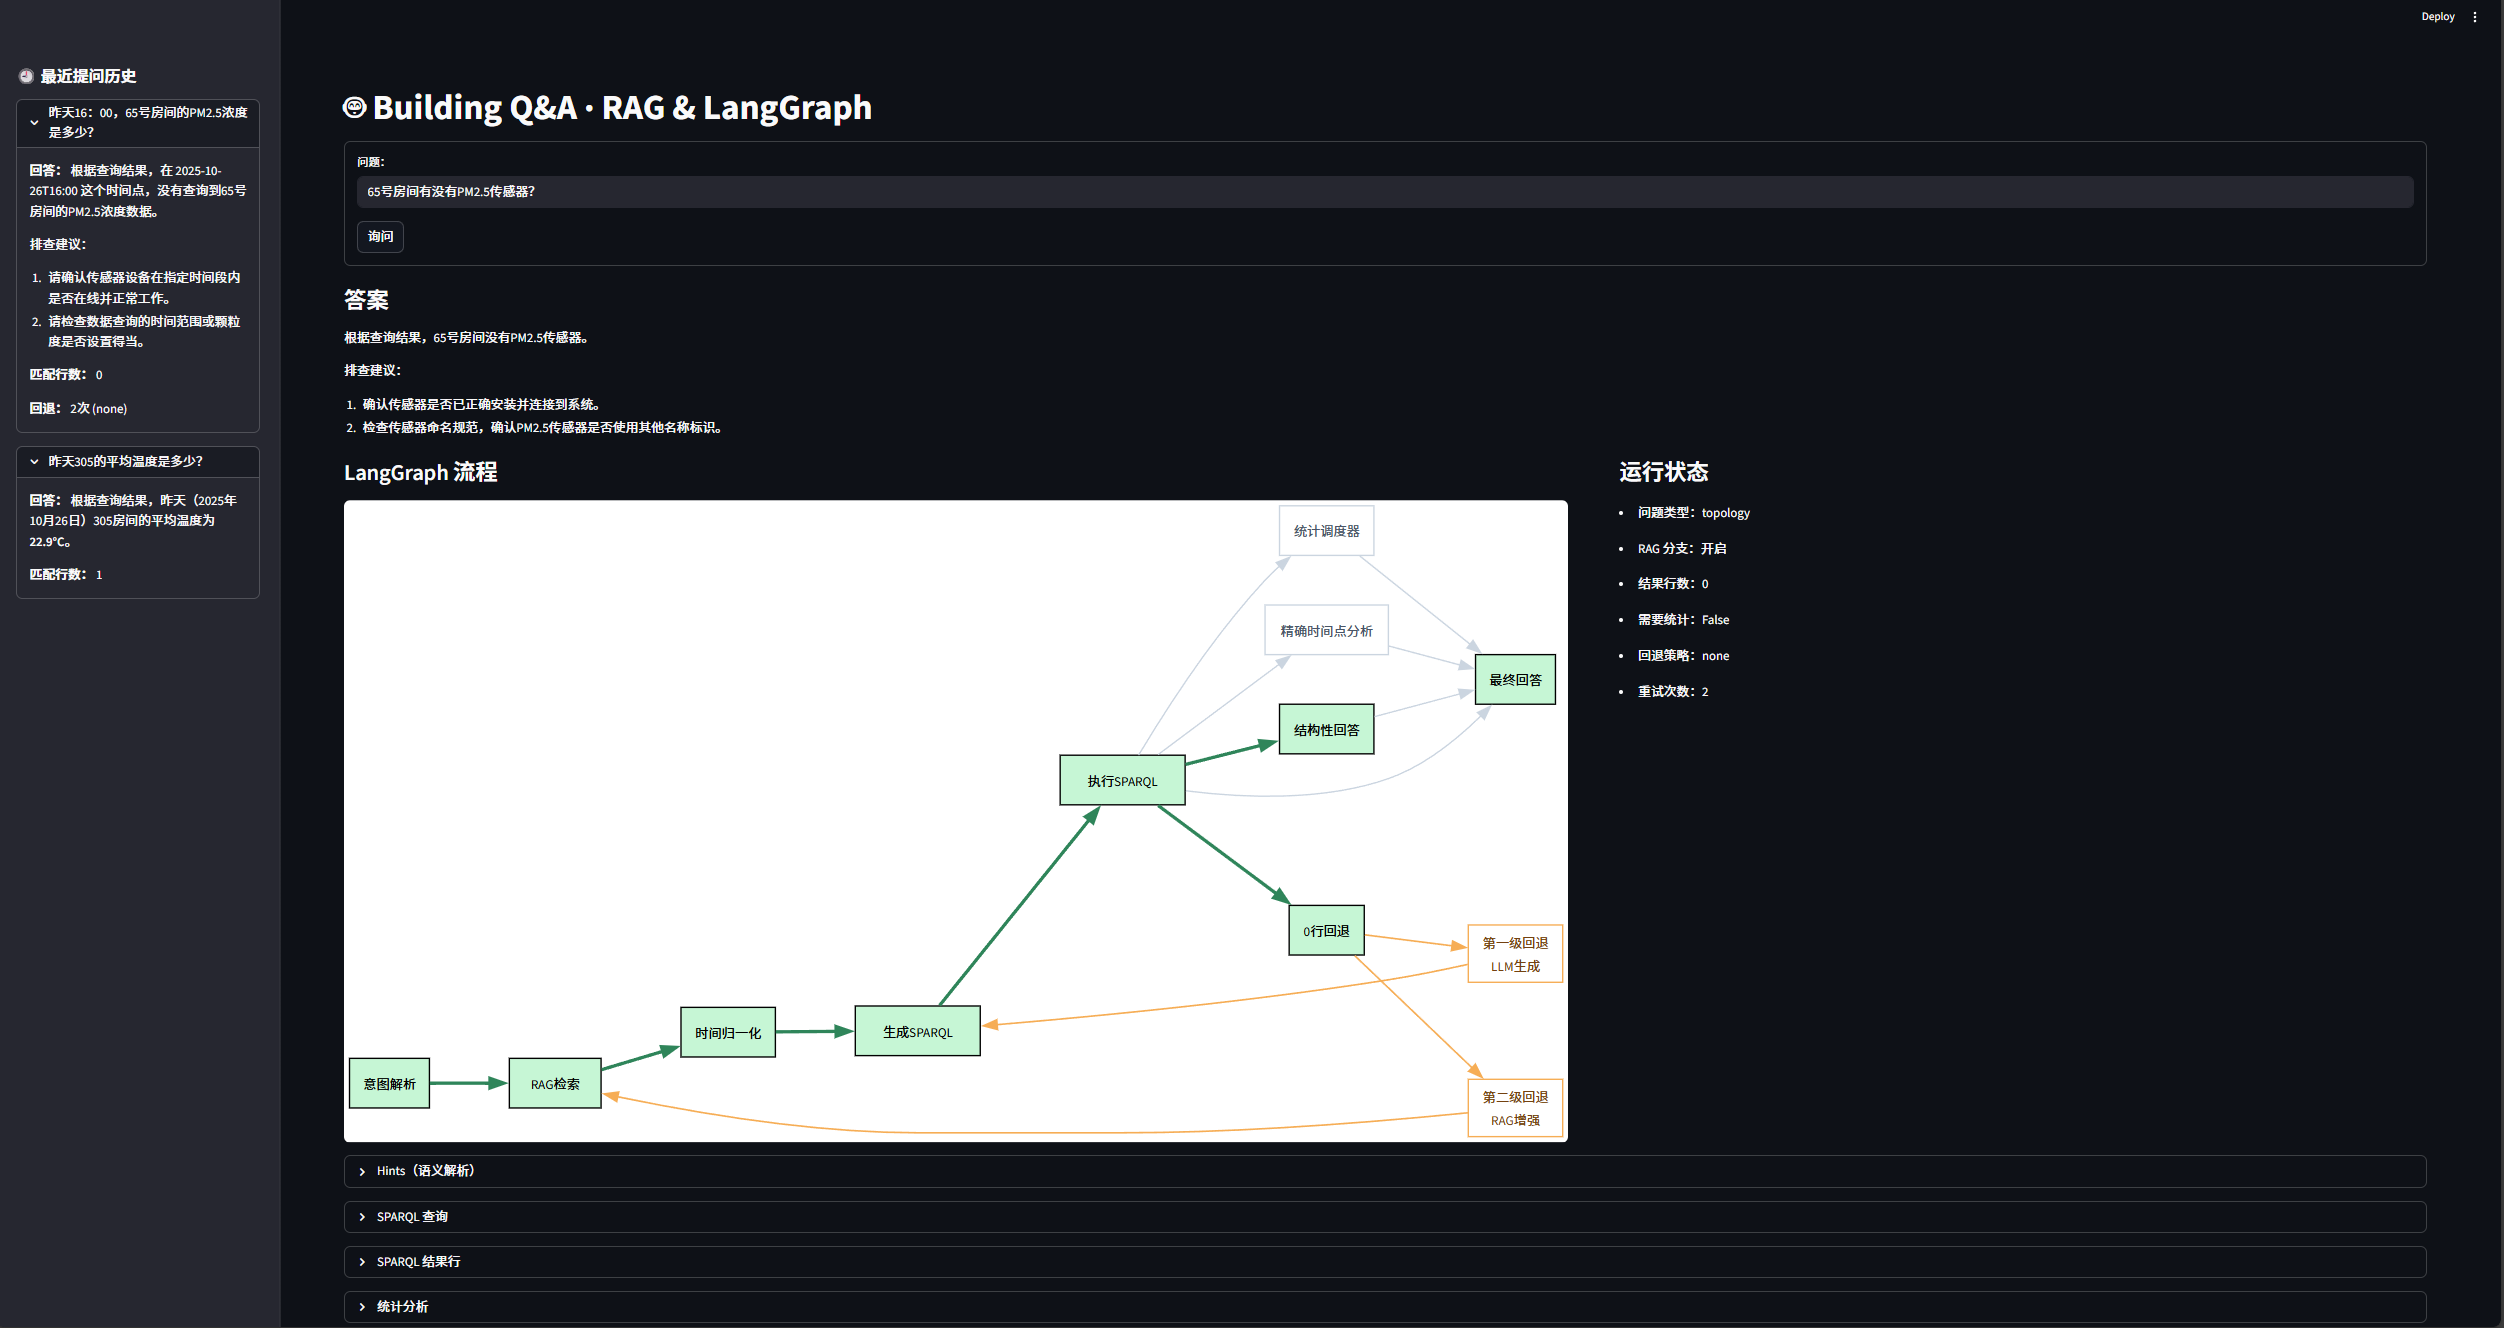 Deploy
最近提问历史
昨天16：00，65号房间的PM2.5浓度
是多少？
回答： 根据查询结果，在 2025-10-
26T16:00 这个时间点，没有查询到65号
房间的PM2.5浓度数据。
排查建议：
1. 请确认传感器设备在指定时间段内
是否在线并正常工作。
2. 请检查数据查询的时间范围或颗粒
度是否设置得当。
匹配行数： 0
回退： 2次 (none)
昨天305的平均温度是多少？
回答： 根据查询结果，昨天（2025年
10月26日）305房间的平均温度为
22.9°C。
匹配行数： 1
Building Q&A · RAG & LangGraph
问题：
65号房间有没有PM2.5传感器？
询问
答案
根据查询结果，65号房间没有PM2.5传感器。
排查建议：
1. 确认传感器是否已正确安装并连接到系统。
2. 检查传感器命名规范，确认PM2.5传感器是否使用其他名称标识。
LangGraph 流程
统计调度器
精确时间点分析
最终回答
结构性回答
执行SPARQL
0行回退
第一级回退
LLM生成
时间归一化
生成SPARQL
意图解析
RAG检索
第二级回退
RAG增强
运行状态
问题类型：topology
RAG 分支：开启
结果行数：0
需要统计：False
回退策略：none
重试次数：2
Hints（语义解析）
SPARQL 查询
SPARQL 结果行
统计分析